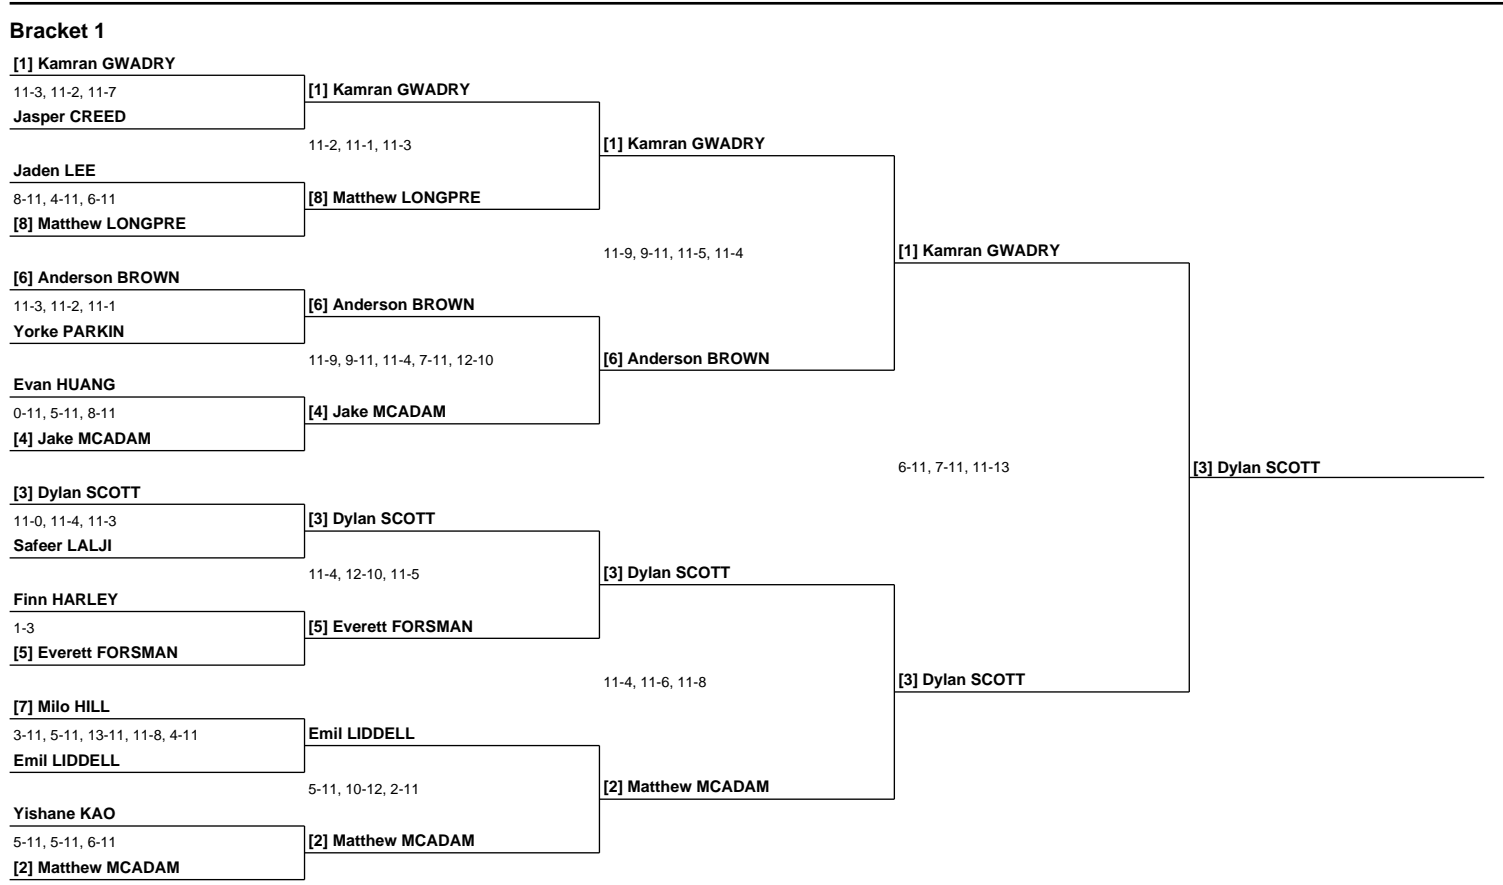 Bracket 1
[1] Kamran GWADRY
11-3, 11-2, 11-7
Jasper CREED
[1] Kamran GWADRY
11-2, 11-1, 11-3
[1] Kamran GWADRY
Jaden LEE
8-11, 4-11, 6-11
[8] Matthew LONGPRE
[8] Matthew LONGPRE
11-9, 9-11, 11-5, 11-4
[1] Kamran GWADRY
[6] Anderson BROWN
11-3, 11-2, 11-1
Yorke PARKIN
[6] Anderson BROWN
11-9, 9-11, 11-4, 7-11, 12-10
[6] Anderson BROWN
Evan HUANG
0-11, 5-11, 8-11
[4] Jake MCADAM
[4] Jake MCADAM
6-11, 7-11, 11-13
[3] Dylan SCOTT
[3] Dylan SCOTT
11-0, 11-4, 11-3
Safeer LALJI
[3] Dylan SCOTT
11-4, 12-10, 11-5
[3] Dylan SCOTT
Finn HARLEY
1-3
[5] Everett FORSMAN
[5] Everett FORSMAN
11-4, 11-6, 11-8
[3] Dylan SCOTT
[7] Milo HILL
3-11, 5-11, 13-11, 11-8, 4-11
Emil LIDDELL
Emil LIDDELL
5-11, 10-12, 2-11
[2] Matthew MCADAM
Yishane KAO
5-11, 5-11, 6-11
[2] Matthew MCADAM
[2] Matthew MCADAM